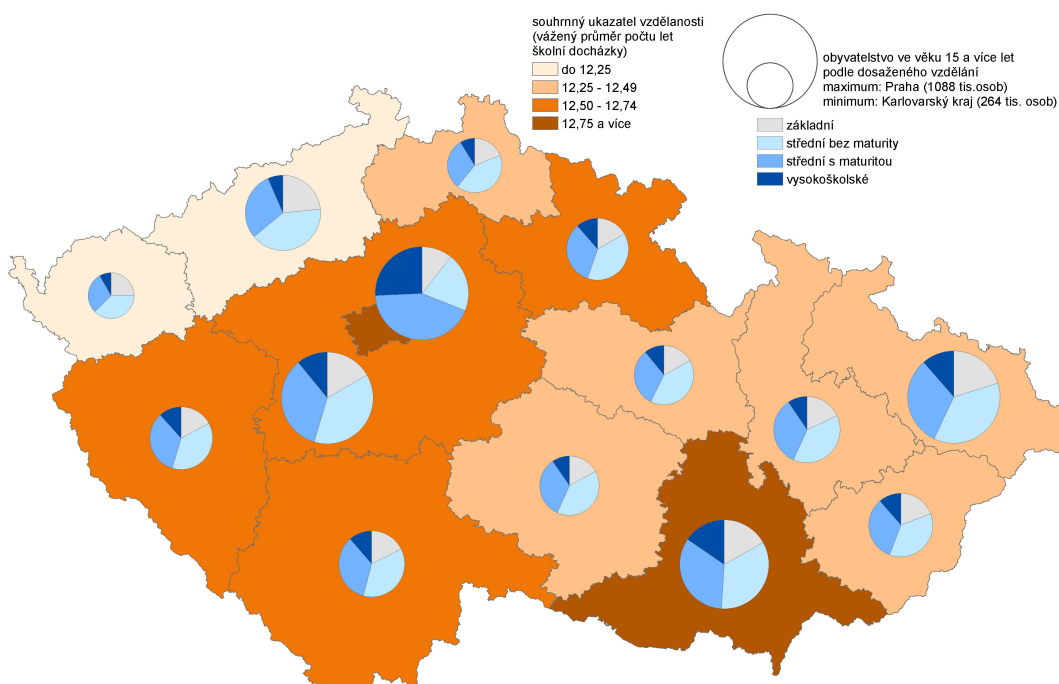 souhrnný ukazatel vzdělanosti
(vážený průměr počtu let
školní docházky)
do 12,25
12,25 - 12,49
12,50 - 12,74
12,75 a více
obyvatelstvo ve věku 15 a více let
podle dosaženého vzdělání
maximum: Praha (1088 tis.osob)
minimum: Karlovarský kraj (264 tis. osob)
základní
střední bez maturity
střední s maturitou
vysokoškolské